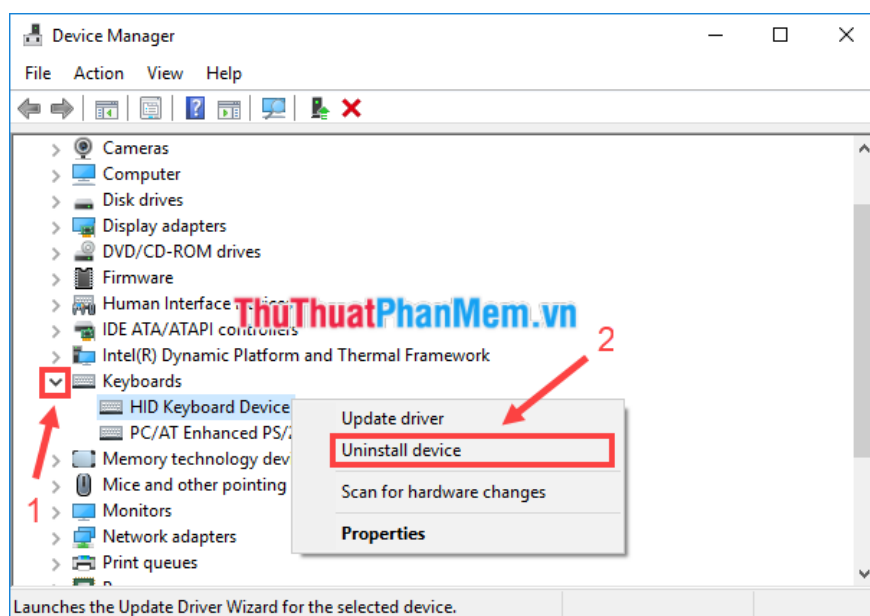 Device Manager
File Action View Help
Cameras
Computer
Disk drives
Display adapters
DVD/CD-ROM drives
Firmware
Human Interface
ThuThuatPhanMem.vn
IDE ATA/ATAPI controllers
2
Intel(R) Dynamic Platform and Thermal Framework
Keyboards
HID Keyboard Device
Update driver
PC/AT Enhanced PS/2
Uninstall device
Memory technology devi
Mice and other pointing
Scan for hardware changes
1
Monitors
Properties
Network adapters
Print queues
Launches the Update Driver Wizard for the selected device.